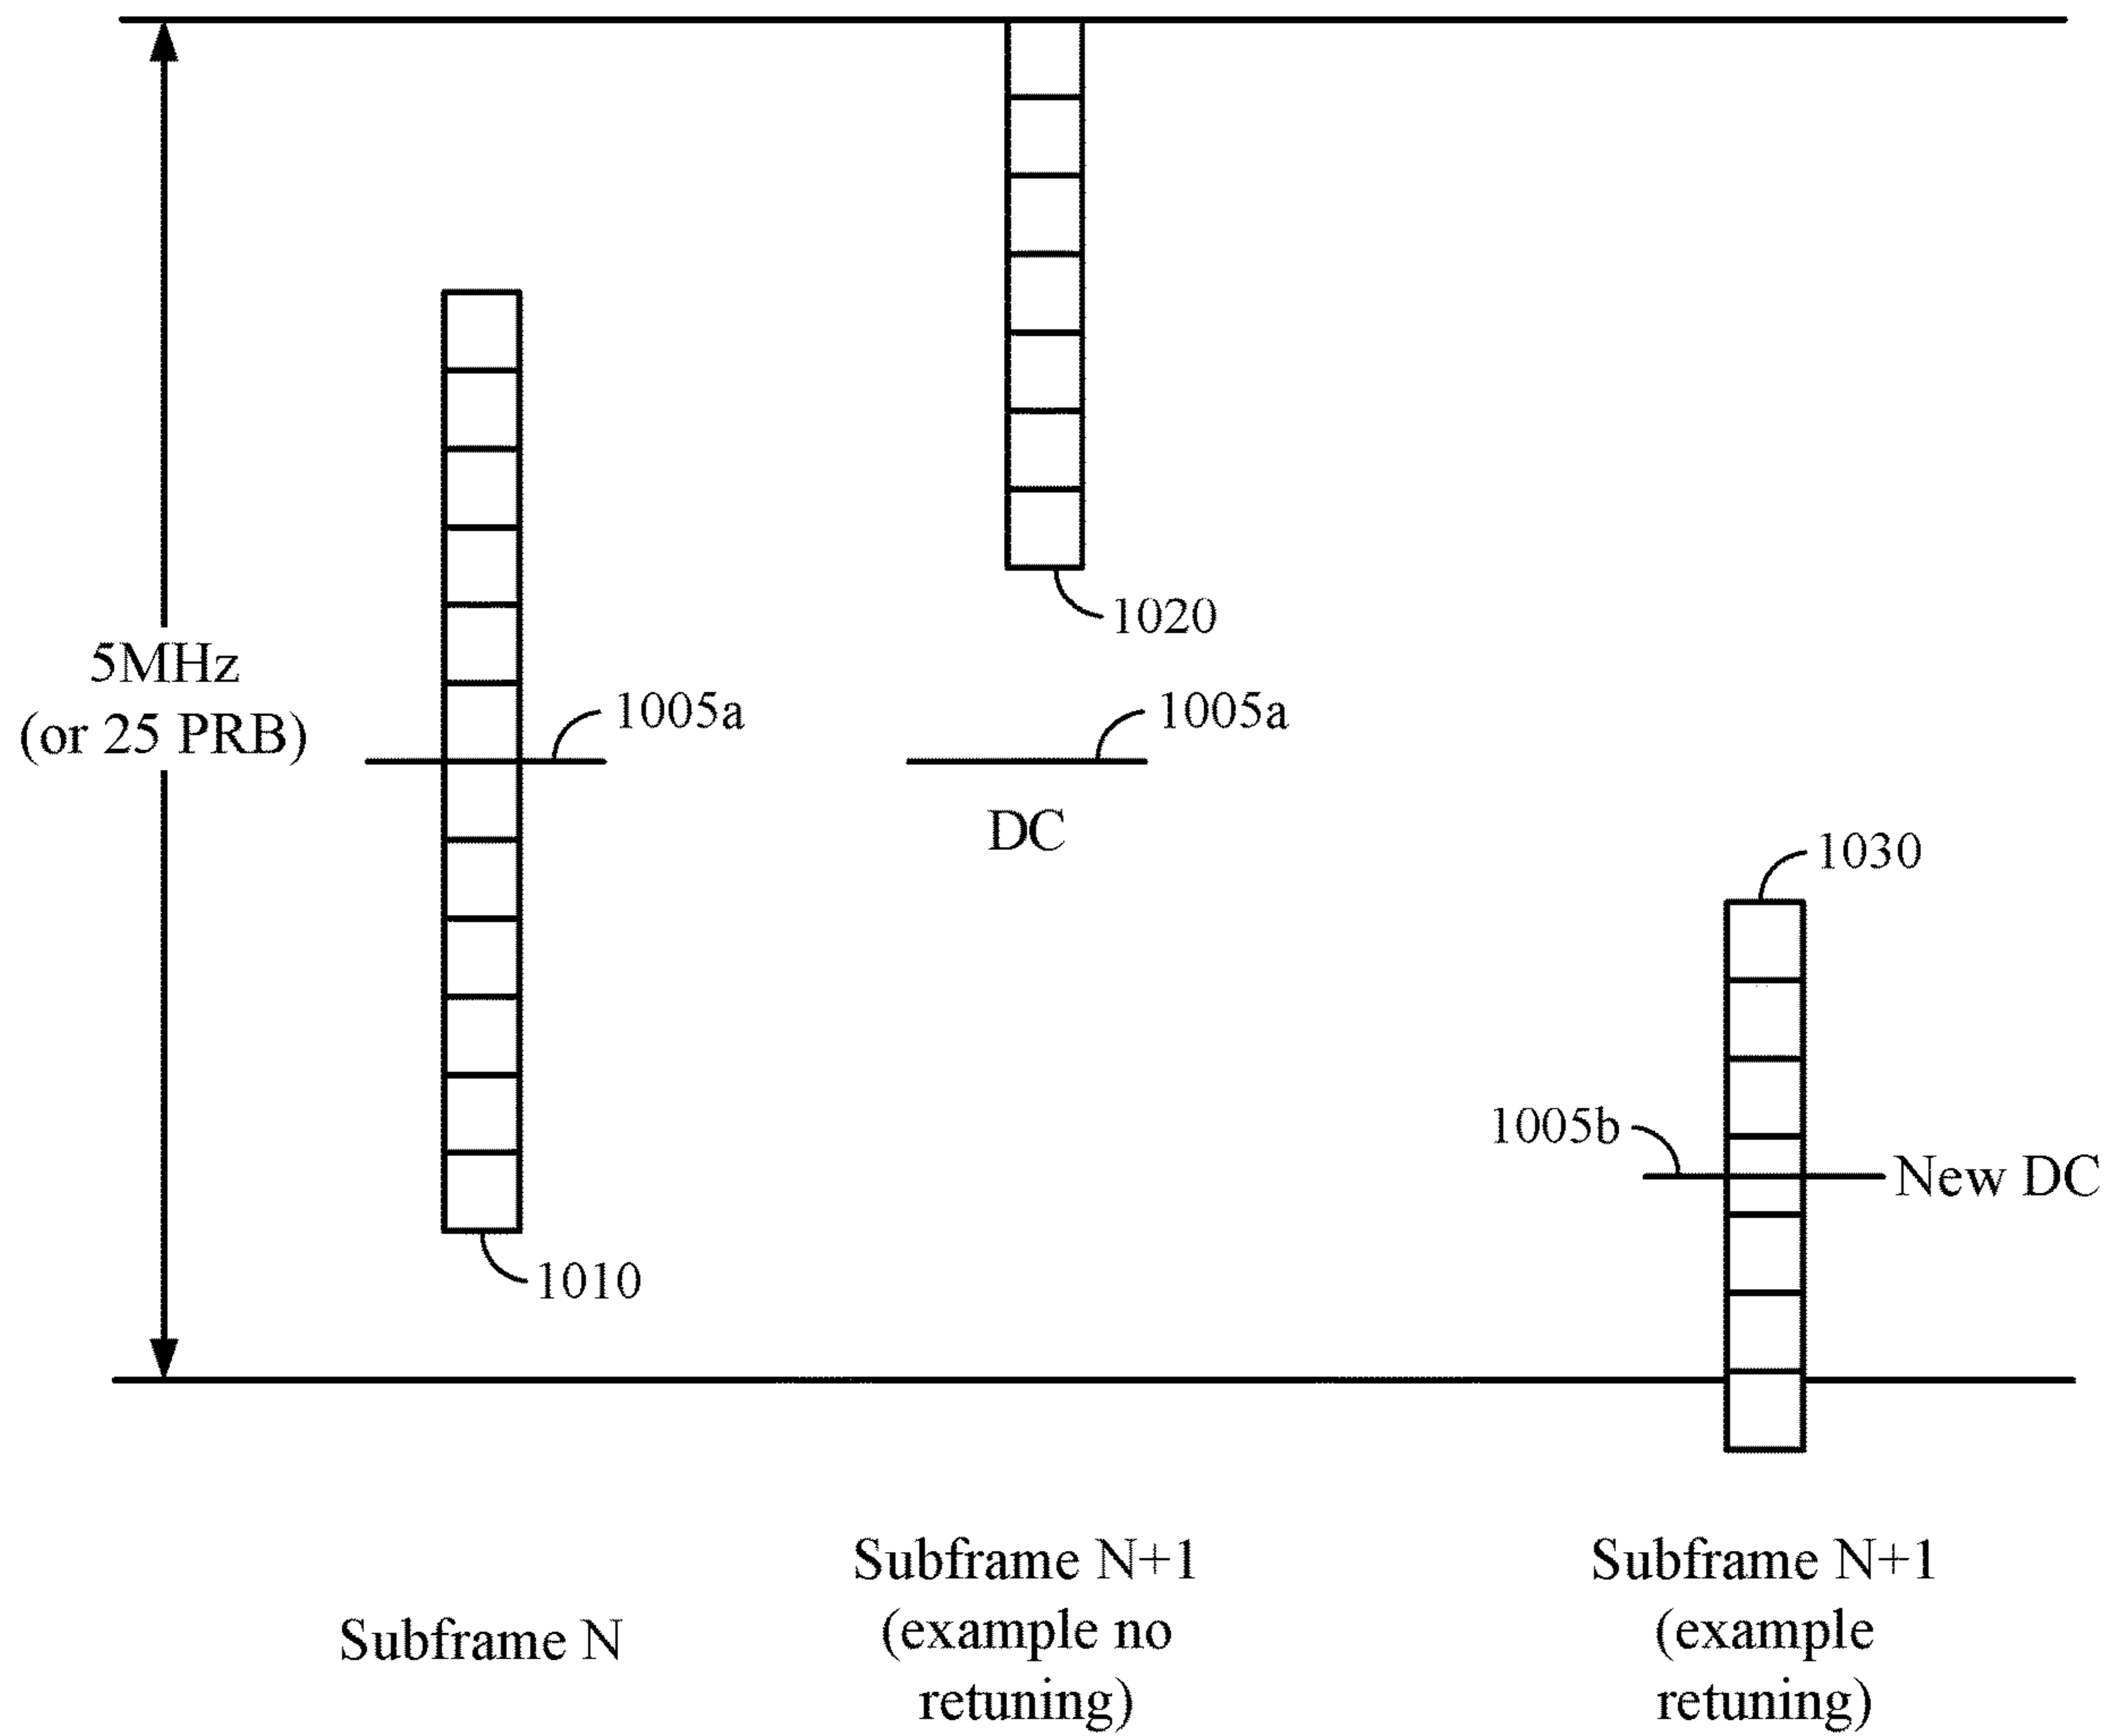 1020
5MHz
(or 25 PRB)
1005a
1005a
DC
1030
1005b
New DC
1010
Subframe N
Subframe N+1
(example no
retuning)
Subframe N+1
(example
retuning)